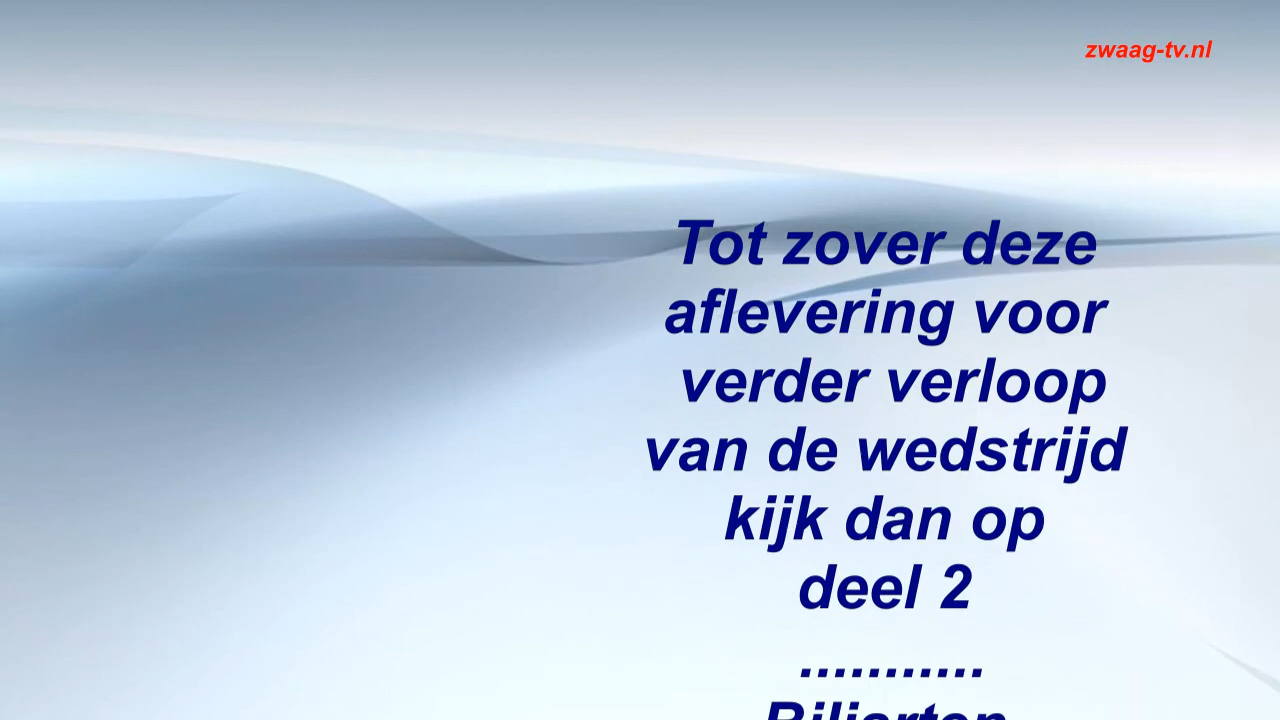 zwaag-tv.nl
Tot zover deze
aflevering voor
verder verloop
van de wedstrijd
kijk dan op
deel 2
...........